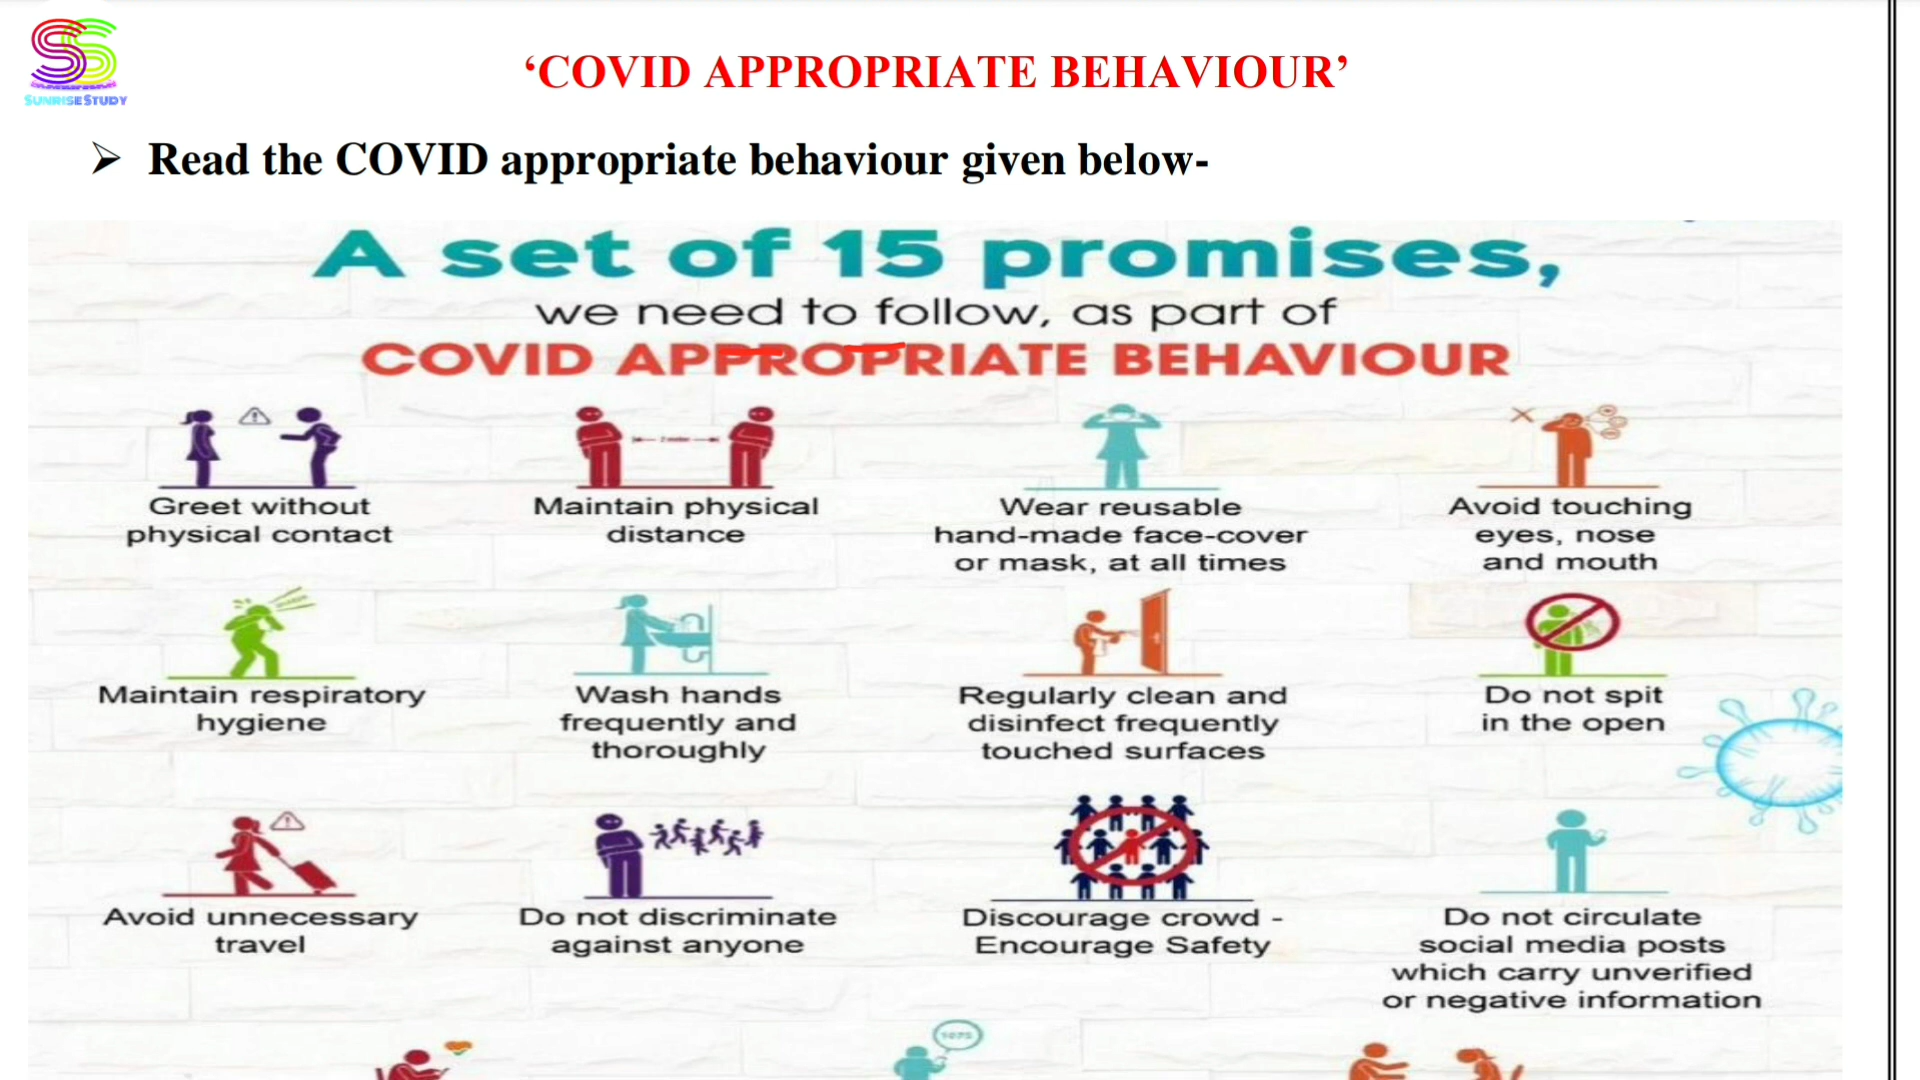 SUNRISE STUDY
‘COVID APPROPRIATE BEHAVIOUR’
➢ Read the COVID appropriate behaviour given below-
A set of 15 promises,
we need to follow, as part of
COVID APPROPRIATE BEHAVIOUR
Greet without
physical contact
Maintain physical
distance
Wear reusable
hand-made face-cover
or mask, at all times
Avoid touching
eyes, nose
and mouth
Maintain respiratory
hygiene
Wash hands
frequently and
thoroughly
Regularly clean and
disinfect frequently
touched surfaces
Do not spit
in the open
Avoid unnecessary
travel
Do not discriminate
against anyone
Discourage crowd -
Encourage Safety
Do not circulate
social media posts
which carry unverified
or negative information
1075